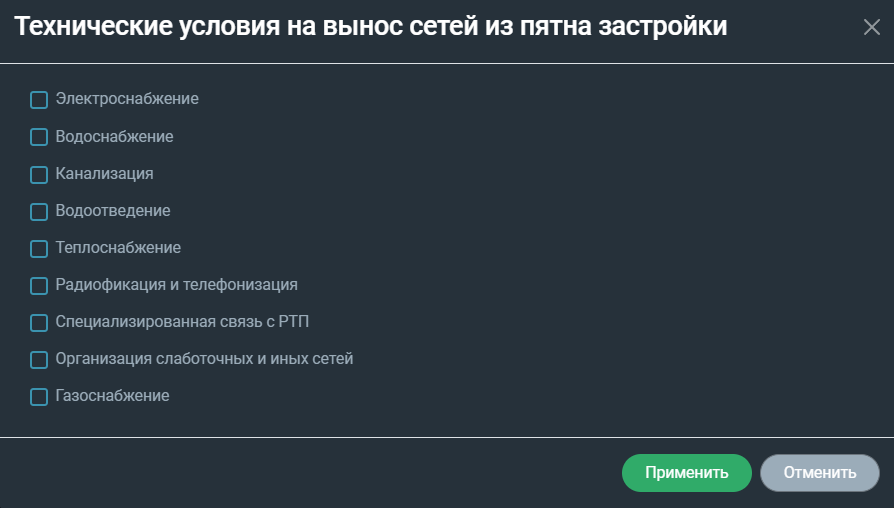 Технические условия на вынос сетей из пятна застройки
Электроснабжение
Водоснабжение
Канализация
Водоотведение
Теплоснабжение
Радиофикация и телефонизация
Специализированная связь с РТП
Организация слаботочных и иных сетей
Газоснабжение
Применить
Отменить